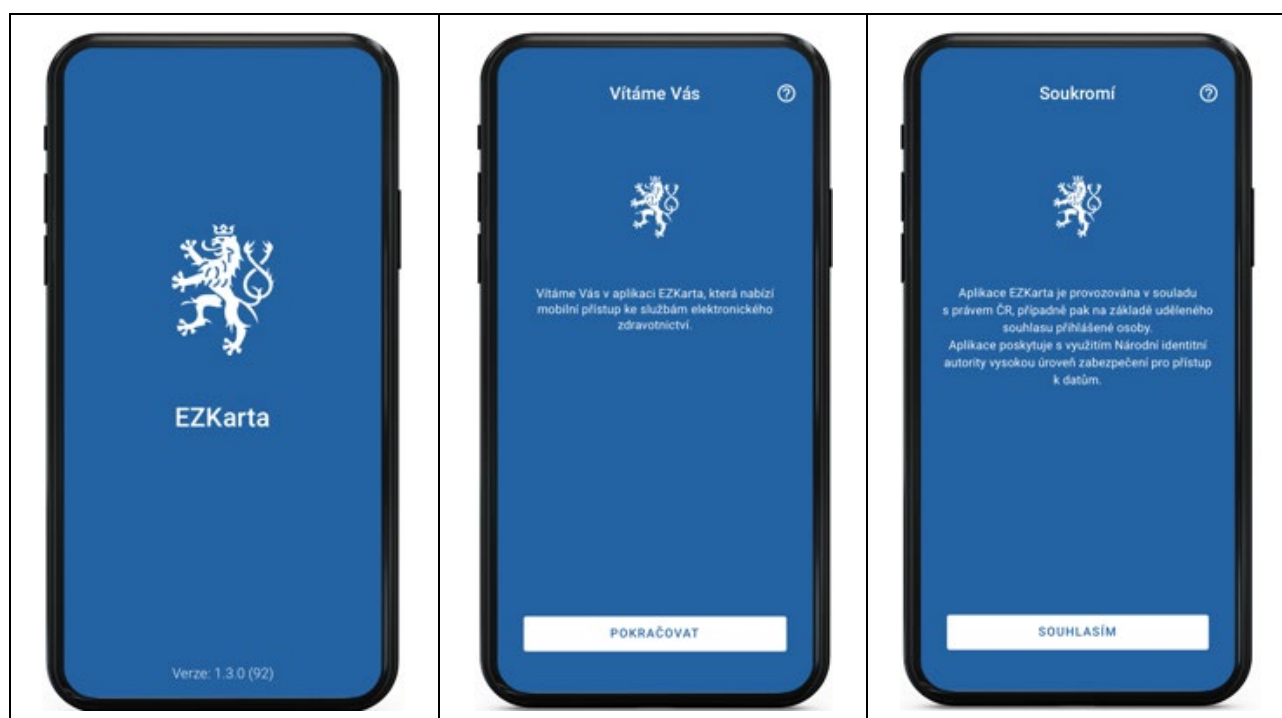 EZKarta
Verze: 1.3.0 (92)
Vítáme Vás
Vítáme Vás v aplikaci EZKarta, která nabízí
mobilní přístup ke službám elektronického
zdravotnictví.
POKRAČOVAT
Soukromí
Aplikace EZKarta je provozována v souladu
s právem ČR, případně pak na základě uděleného
souhlasu přihlášené osoby.
Aplikace poskytuje s využitím Národní identitní
autority vysokou úroveň zabezpečení pro přístup
k datům.
SOUHLASÍM